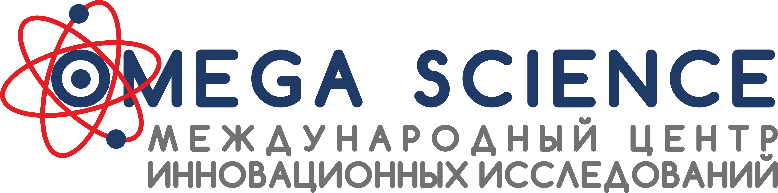 OMEGA SCIENCE
МЕЖДУНАРОДНЫЙ ЦЕНТР
ИННОВАЦИОННЫХ ИССЛЕДОВАНИЙ